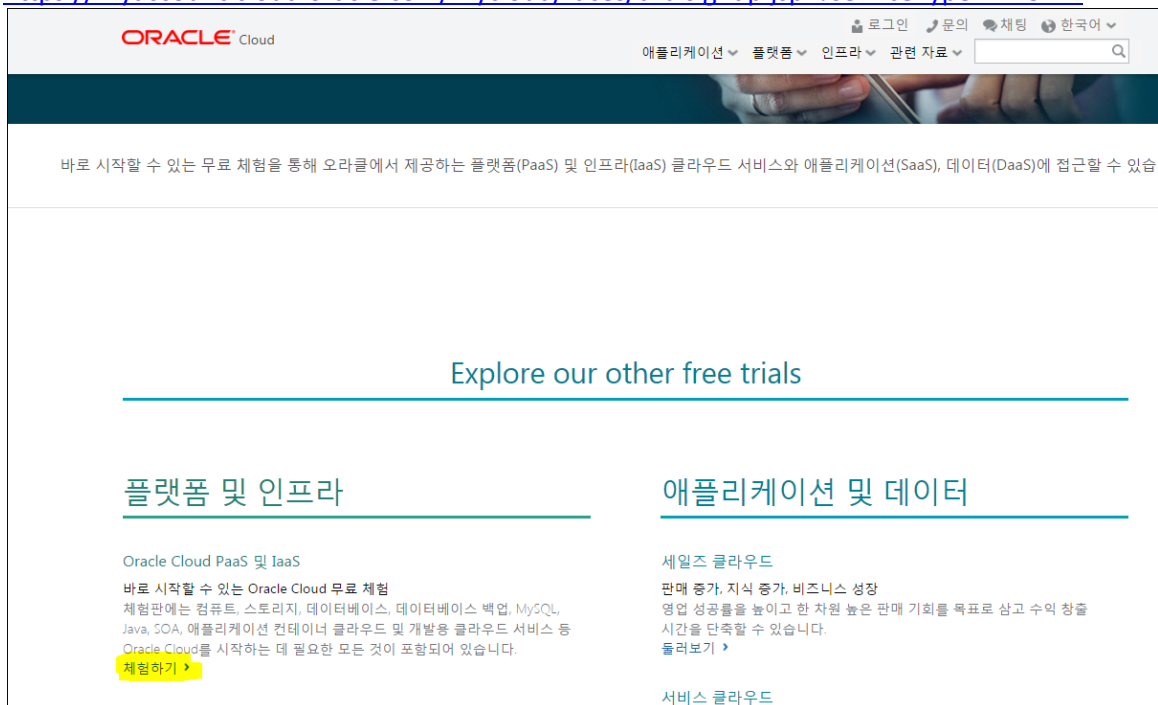 ORACLE Cloud
로그인 문의 채팅 한국어
애플리케이션 플랫폼 인프라 관련 자료
바로 시작할 수 있는 무료 체험을 통해 오라클에서 제공하는 플랫폼(PaaS) 및 인프라(IaaS) 클라우드 서비스와 애플리케이션(SaaS), 데이터(DaaS)에 접근할 수 있습
Explore our other free trials
플랫폼 및 인프라
Oracle Cloud PaaS 및 IaaS
바로 시작할 수 있는 Oracle Cloud 무료 체험
체험판에는 컴퓨트, 스토리지, 데이터베이스, 데이터베이스 백업, MySQL,
Java, SOA, 애플리케이션 컨테이너 클라우드 및 개발용 클라우드 서비스 등
Oracle Cloud를 시작하는 데 필요한 모든 것이 포함되어 있습니다.
체험하기
애플리케이션 및 데이터
세일즈 클라우드
판매 증가, 지식 증가, 비즈니스 성장
영업 성공률을 높이고 한 차원 높은 판매 기회를 목표로 삼고 수익 창출
시간을 단축할 수 있습니다.
둘러보기
서비스 클라우드